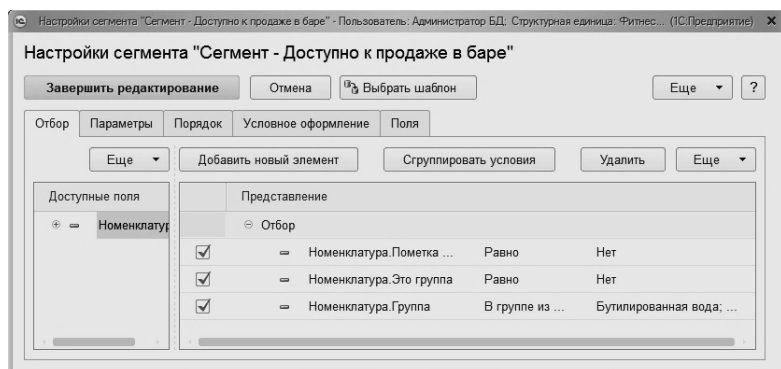 Настройки сегмента "Сегмент - Доступно к продаже в баре" - Пользователь: Администратор БД; Структурная единица: Фитнес... (1С:Предприятие)
Настройки сегмента "Сегмент - Доступно к продаже в баре"
Завершить редактирование Отмена Выбрать шаблон Еще ?
Отбор Параметры Порядок Условное оформление Поля
Еще Добавить новый элемент Сгруппировать условия Удалить Еще
Доступные поля Представление
Номенклатур Отбор
Номенклатура.Пометка ... Равно Нет
Номенклатура.Это группа Равно Нет
Номенклатура.Группа В группе из ... Бутилированная вода; ...